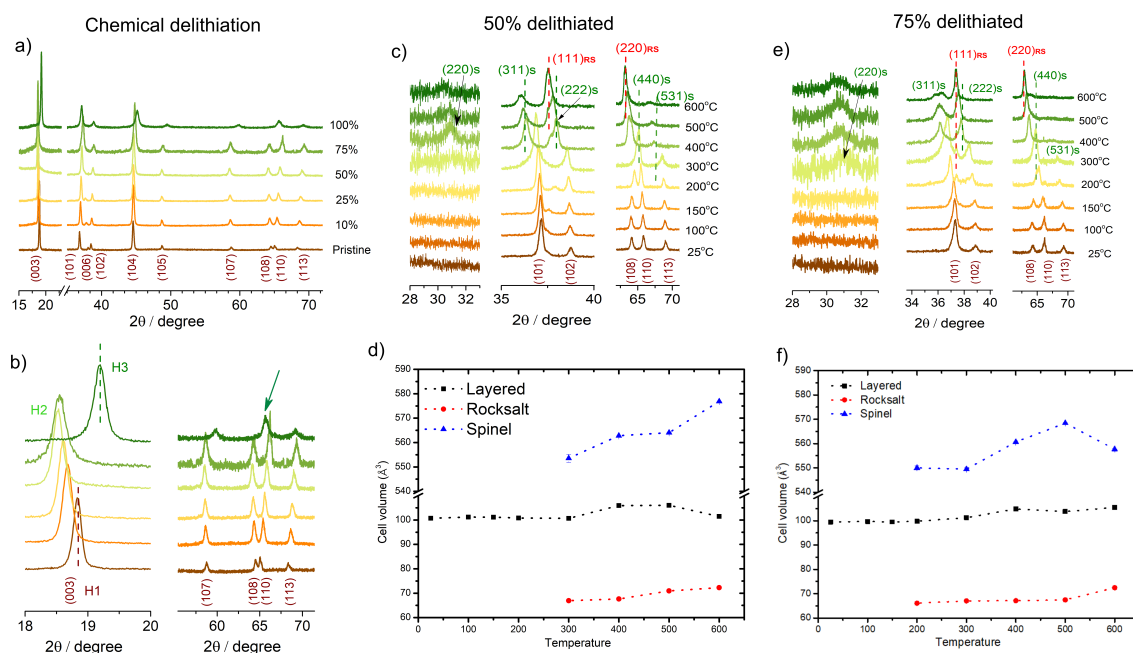 Chemical delithiation
50% delithiated
75% delithiated
a)
100%
75%
50%
25%
10%
Pristine
(003)
(101)
(006)
(102)
(104)
(105)
(107)
(108)
(110)
(113)
15 20 40 50 60 70
2θ / degree
b)
H3
H2
H1
(003)
(107)
(108)
(110)
(113)
18 19 20 60 65 70
2θ / degree
2θ / degree
c)
(220)s
(311)s
(111)RS
(222)s
(220)RS
(440)s
(531)s
600°C
500°C
400°C
300°C
200°C
150°C
100°C
25°C
(101)
(102)
(108)
(110)
(113)
28 30 32 35 40 65 70
2θ / degree
d)
Layered
Rocksalt
Spinel
Cell volume (Å³)
590
580
570
560
550
540
100
90
80
70
60
0 100 200 300 400 500 600
Temperature
e)
(220)s
(311)s
(111)RS
(222)s
(220)RS
(440)s
(531)s
600°C
500°C
400°C
300°C
200°C
150°C
100°C
25°C
(101)
(102)
(108)
(110)
(113)
28 30 32 34 36 38 40 65 70
2θ / degree
f)
Layered
Rocksalt
Spinel
Cell volume (Å³)
590
580
570
560
550
540
100
90
80
70
60
0 100 200 300 400 500 600
Temperature